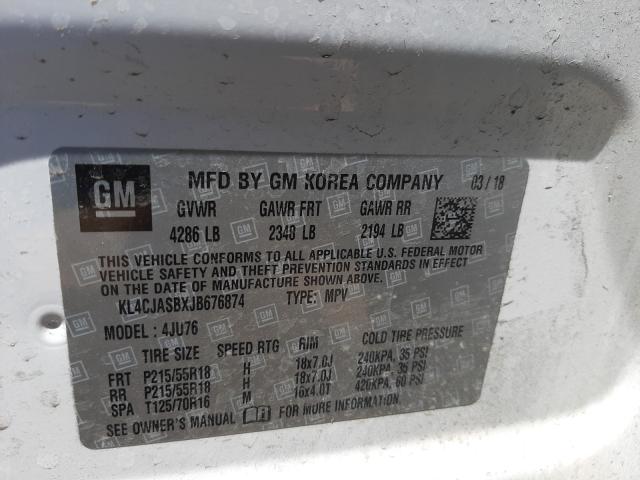 GM MFD BY GM KOREA COMPANY 03/18
GVWR GAWR FRT GAWR RR
4286 LB 2340 LB 2194 LB
THIS VEHICLE CONFORMS TO ALL APPLICABLE U.S. FEDERAL MOTOR
VEHICLE SAFETY AND THEFT PREVENTION STANDARDS IN EFFECT
ON THE DATE OF MANUFACTURE SHOWN ABOVE.
KL4CJASBXJB676874 TYPE: MPV
MODEL: 4JU76
TIRE SIZE SPEED RTG RIM COLD TIRE PRESSURE
FRT P215/55R18 H 18x7.0J 240KPA, 35 PSI
RR P215/55R18 H 18x7.0J 240KPA, 35 PSI
SPA T125/70R16 M 16x4.0T 420KPA, 60 PSI
SEE OWNER'S MANUAL FOR MORE INFORMATION